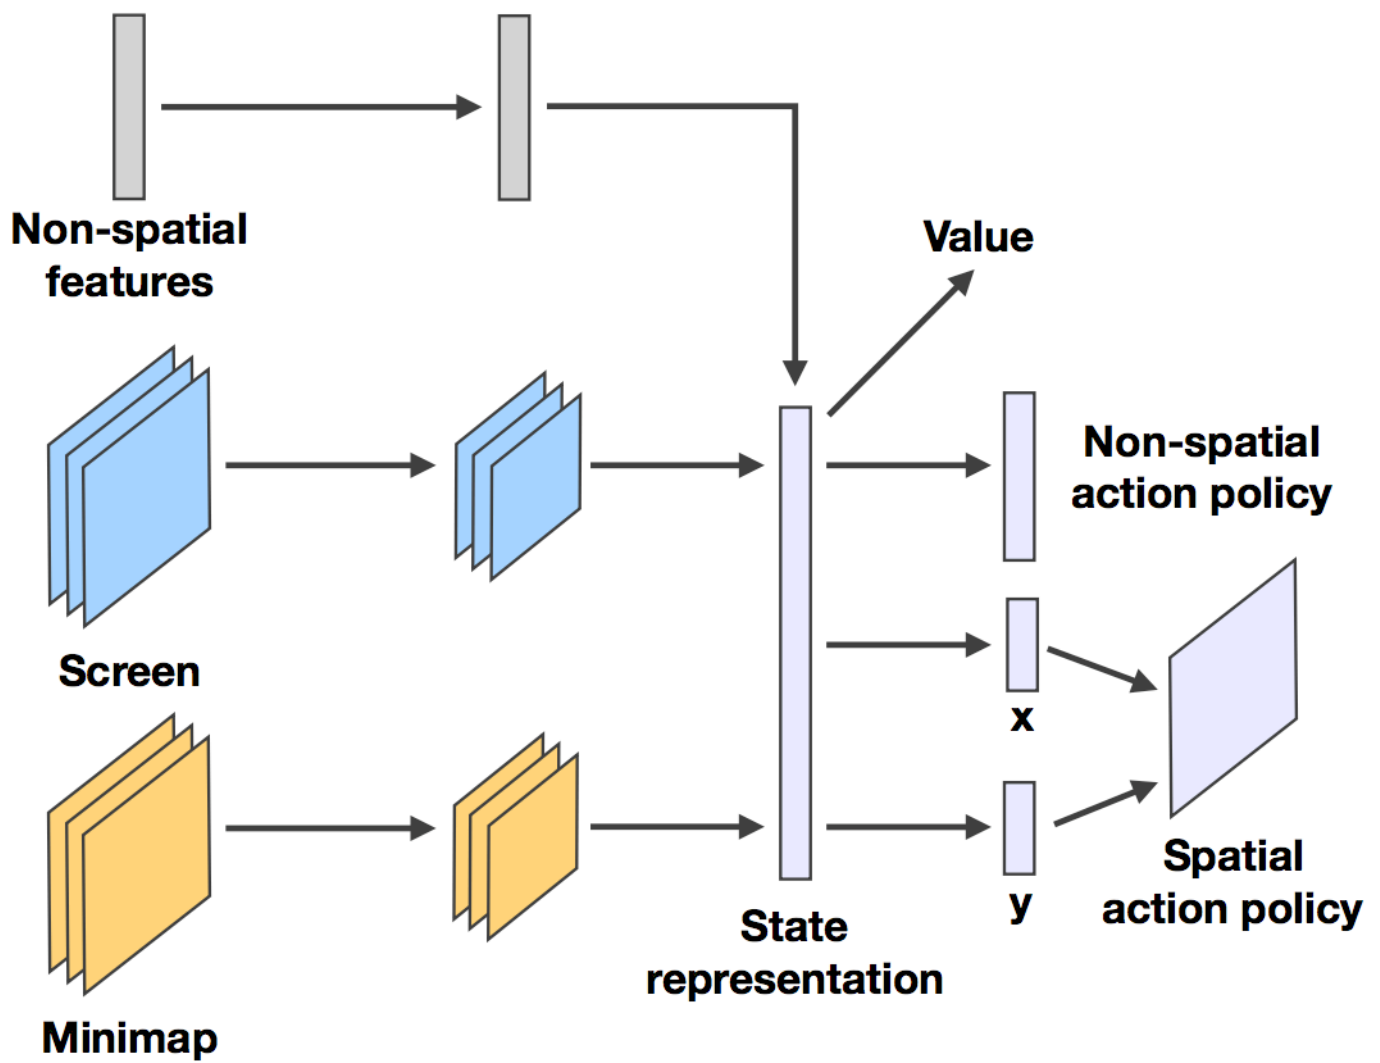 Non-spatial
features
Value
Non-spatial
action policy
Screen
x
y
Spatial
action policy
State
representation
Minimap